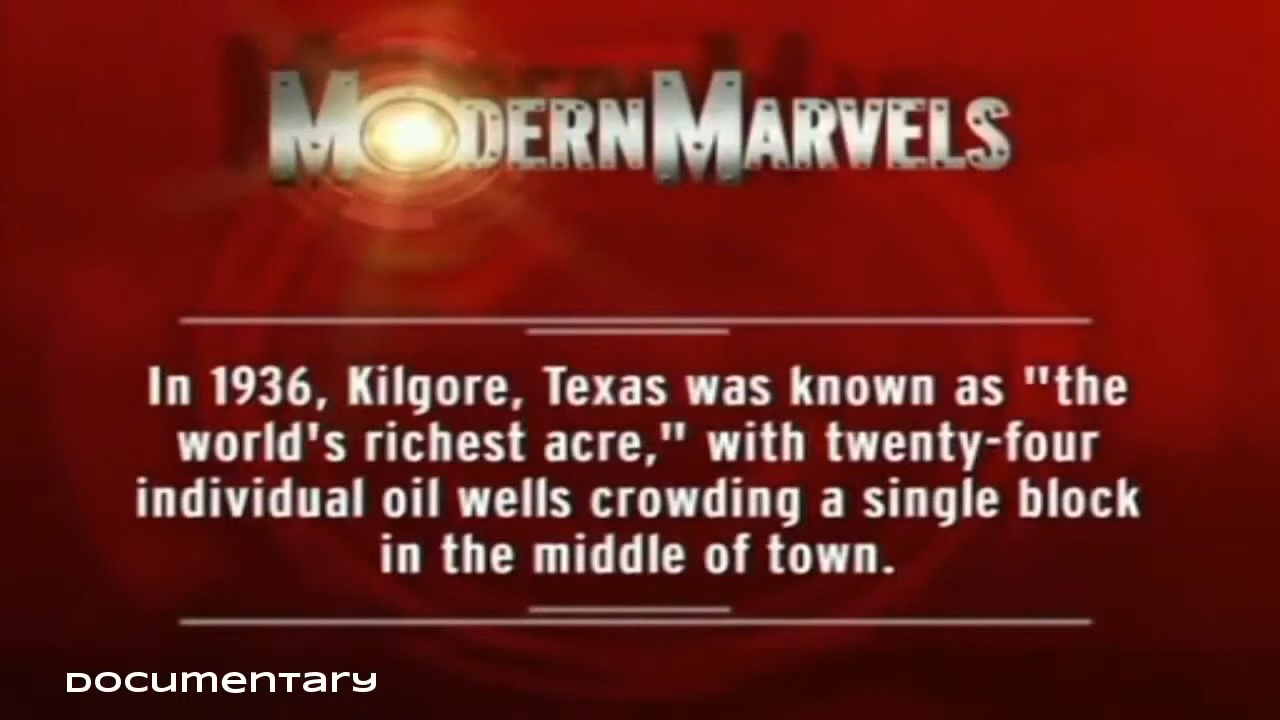 MODERN MARVELS
In 1936, Kilgore, Texas was known as "the
world's richest acre," with twenty-four
individual oil wells crowding a single block
in the middle of town.
Documentary